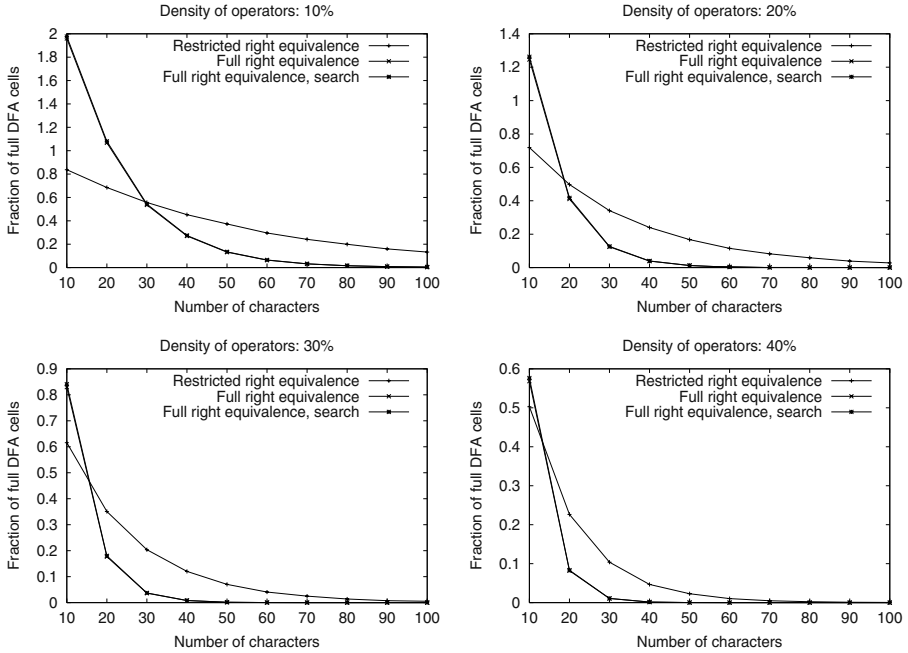 Density of operators: 10%
Fraction of full DFA cells
2
1.8
1.6
1.4
1.2
1
0.8
0.6
0.4
0.2
0
Restricted right equivalence
Full right equivalence
Full right equivalence, search
10 20 30 40 50 60 70 80 90 100
Number of characters
Density of operators: 20%
Fraction of full DFA cells
1.4
1.2
1
0.8
0.6
0.4
0.2
0
Restricted right equivalence
Full right equivalence
Full right equivalence, search
10 20 30 40 50 60 70 80 90 100
Number of characters
Density of operators: 30%
Fraction of full DFA cells
0.9
0.8
0.7
0.6
0.5
0.4
0.3
0.2
0.1
0
Restricted right equivalence
Full right equivalence
Full right equivalence, search
10 20 30 40 50 60 70 80 90 100
Number of characters
Density of operators: 40%
Fraction of full DFA cells
0.6
0.5
0.4
0.3
0.2
0.1
0
Restricted right equivalence
Full right equivalence
Full right equivalence, search
10 20 30 40 50 60 70 80 90 100
Number of characters